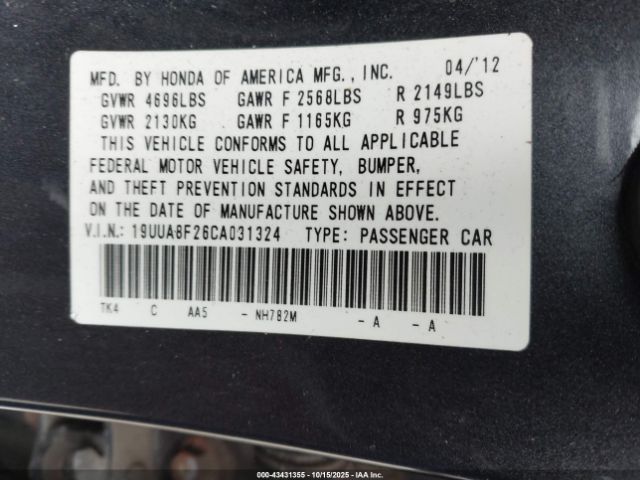 MFD. BY HONDA OF AMERICA MFG., INC. 04/'12
GVWR 4696LBS GAWR F 2568LBS R 2149LBS
GVWR 2130KG GAWR F 1165KG R 975KG
THIS VEHICLE CONFORMS TO ALL APPLICABLE
FEDERAL MOTOR VEHICLE SAFETY, BUMPER,
AND THEFT PREVENTION STANDARDS IN EFFECT
ON THE DATE OF MANUFACTURE SHOWN ABOVE.
V.I.N.: 19UUA8F26CA031324 TYPE: PASSENGER CAR
TK4 C AA5 - NH782M - A - A
000-43431355 | 10/15/2025 | IAA Inc.